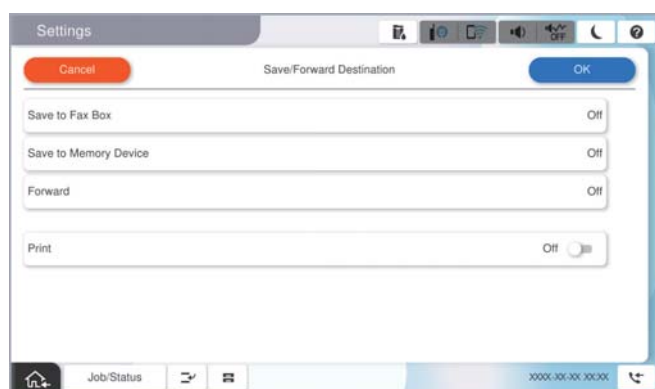 Settings
OFF
Cancel
Save/Forward Destination
OK
Save to Fax Box Off
Save to Memory Device Off
Forward Off
Print Off
Job/Status
XXXX-XX-XX XX:XX